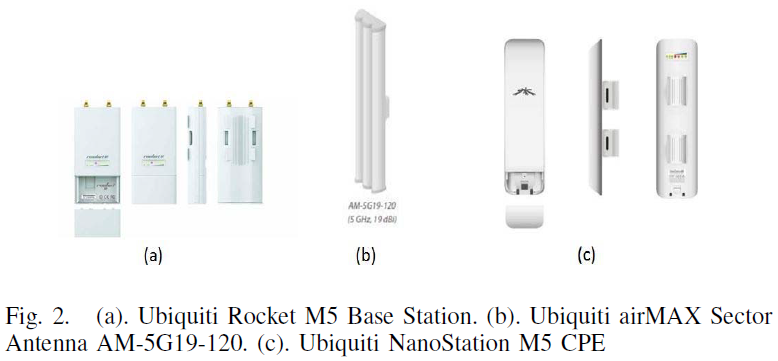 AM-5G19-120
(5 GHz, 19 dBi)
(a)
(b)
(c)
Fig. 2. (a). Ubiquiti Rocket M5 Base Station. (b). Ubiquiti airMAX Sector
Antenna AM-5G19-120. (c). Ubiquiti NanoStation M5 CPE